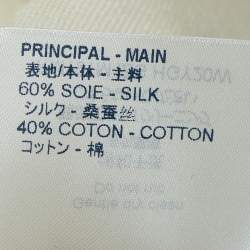 PRINCIPAL - MAIN
表地/本体 - 主料
60% SOIE - SILK
シルク - 桑蚕丝
40% COTON - COTTON
コットン - 棉